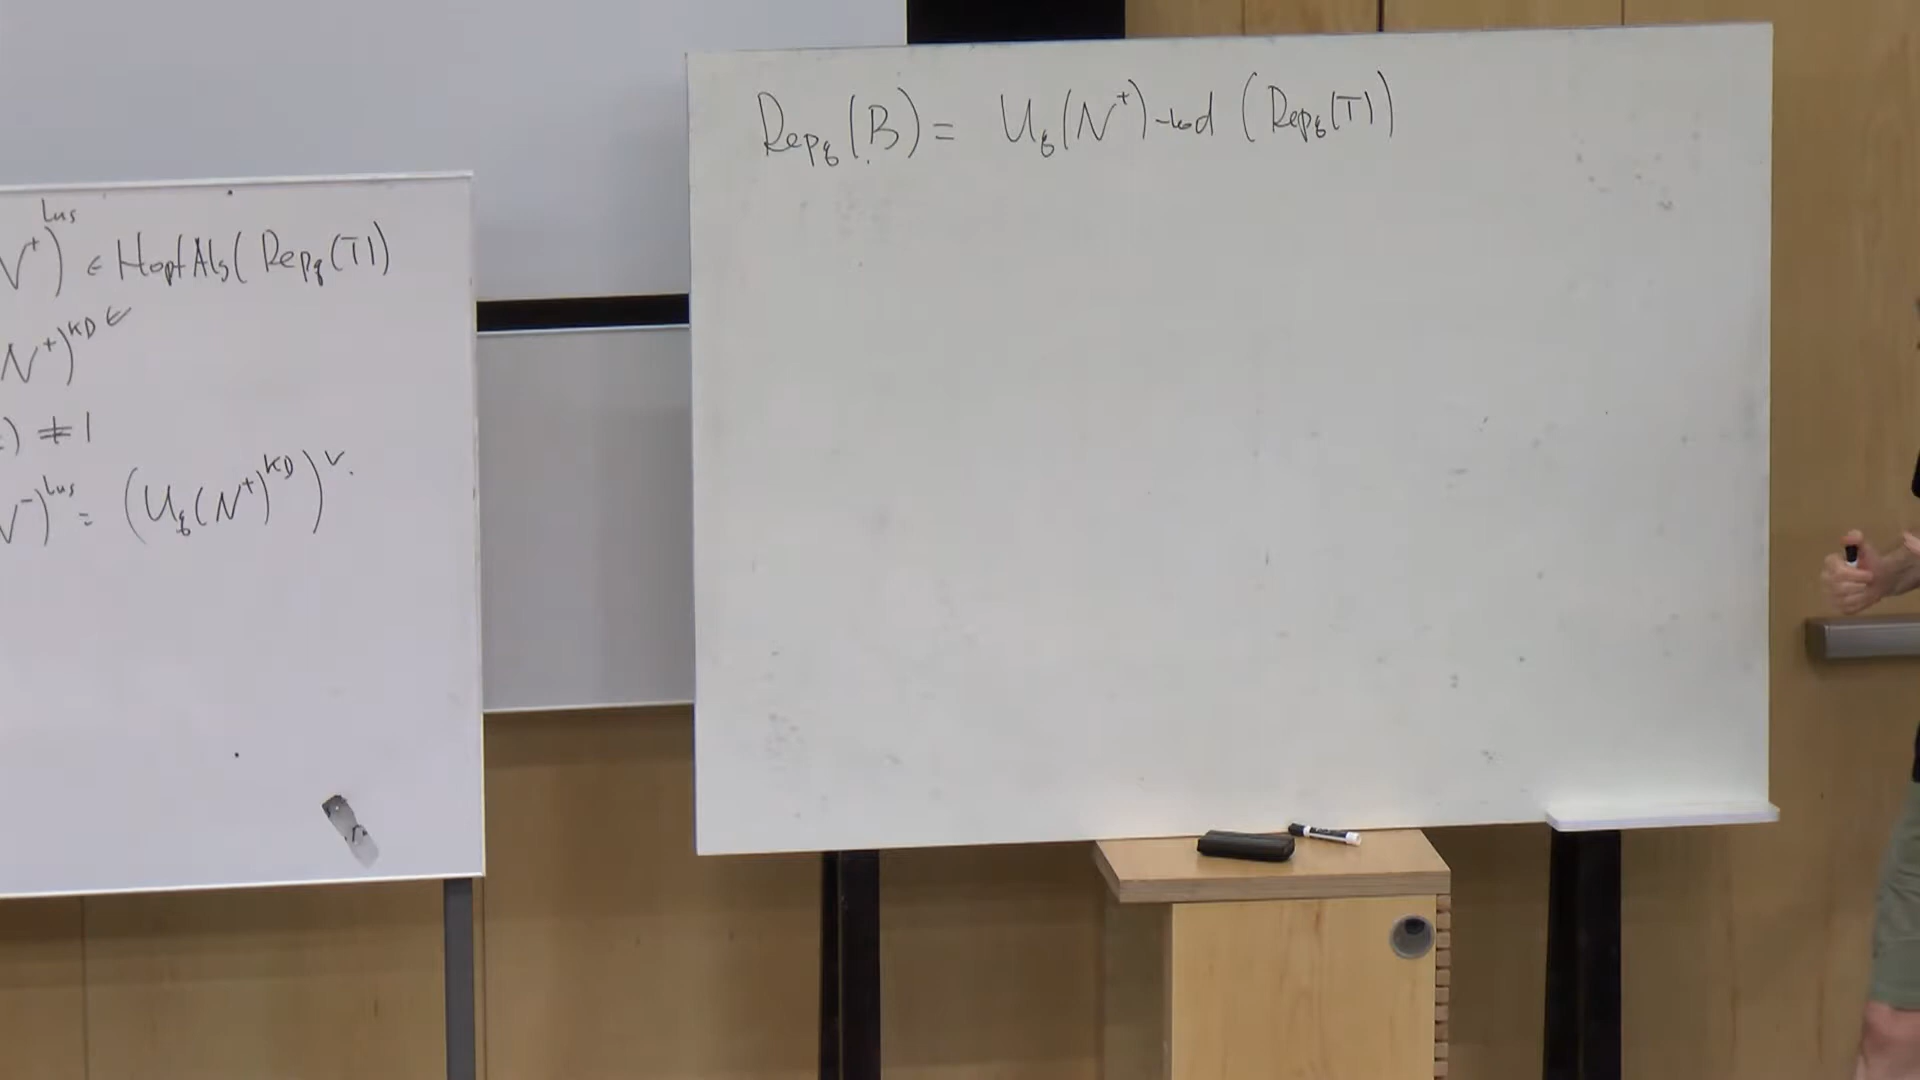 N⁺)^Lus ∈ HopfAlg(Rep_q(T))
N⁺)^KD ∈
) ≠ 1
N⁻)^Lus = (U_q(N⁺)^KD)^∨.
Rep_q(B) = U_q(N⁺)-mod (Rep_q(T))